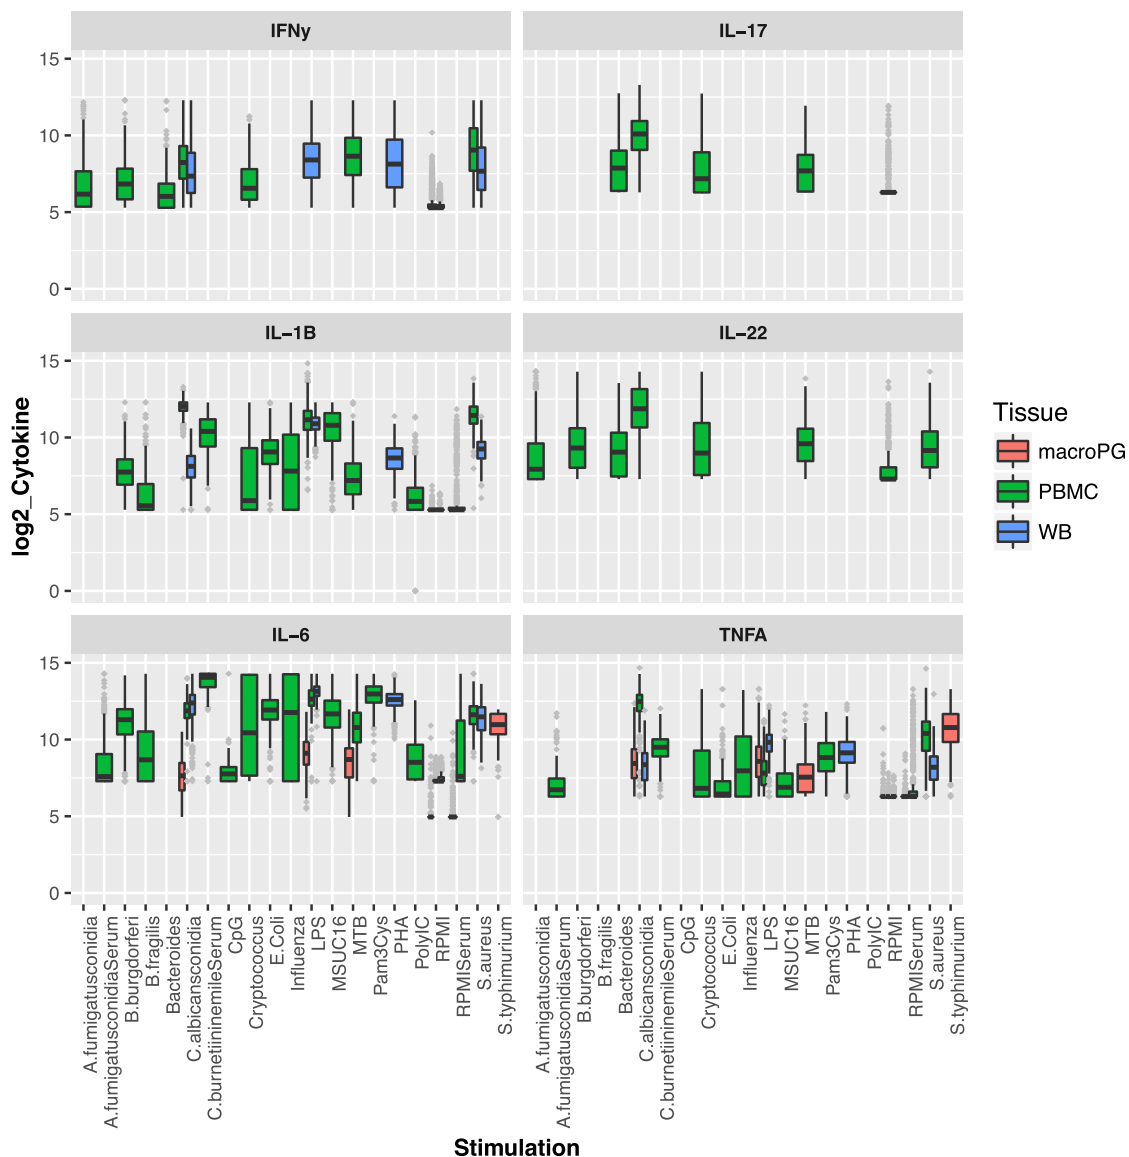 IFNy
IL−17
15
10
5
0
IL−1B
IL−22
15
10
5
0
IL−6
TNFA
15
10
5
0
log2_Cytokine
Tissue
macroPG
PBMC
WB
A.fumigatusconidia
A.fumigatusconidiaSerum
B.burgdorferi
B.fragilis
Bacteroides
C.albicansconidia
C.burnetiininemileSerum
CpG
Cryptococcus
E.Coli
Influenza
LPS
MSUC16
MTB
Pam3Cys
PHA
PolyIC
RPMI
RPMISerum
S.aureus
S.typhimurium
A.fumigatusconidia
A.fumigatusconidiaSerum
B.burgdorferi
B.fragilis
Bacteroides
C.albicansconidia
C.burnetiininemileSerum
CpG
Cryptococcus
E.Coli
Influenza
LPS
MSUC16
MTB
Pam3Cys
PHA
PolyIC
RPMI
RPMISerum
S.aureus
S.typhimurium
Stimulation